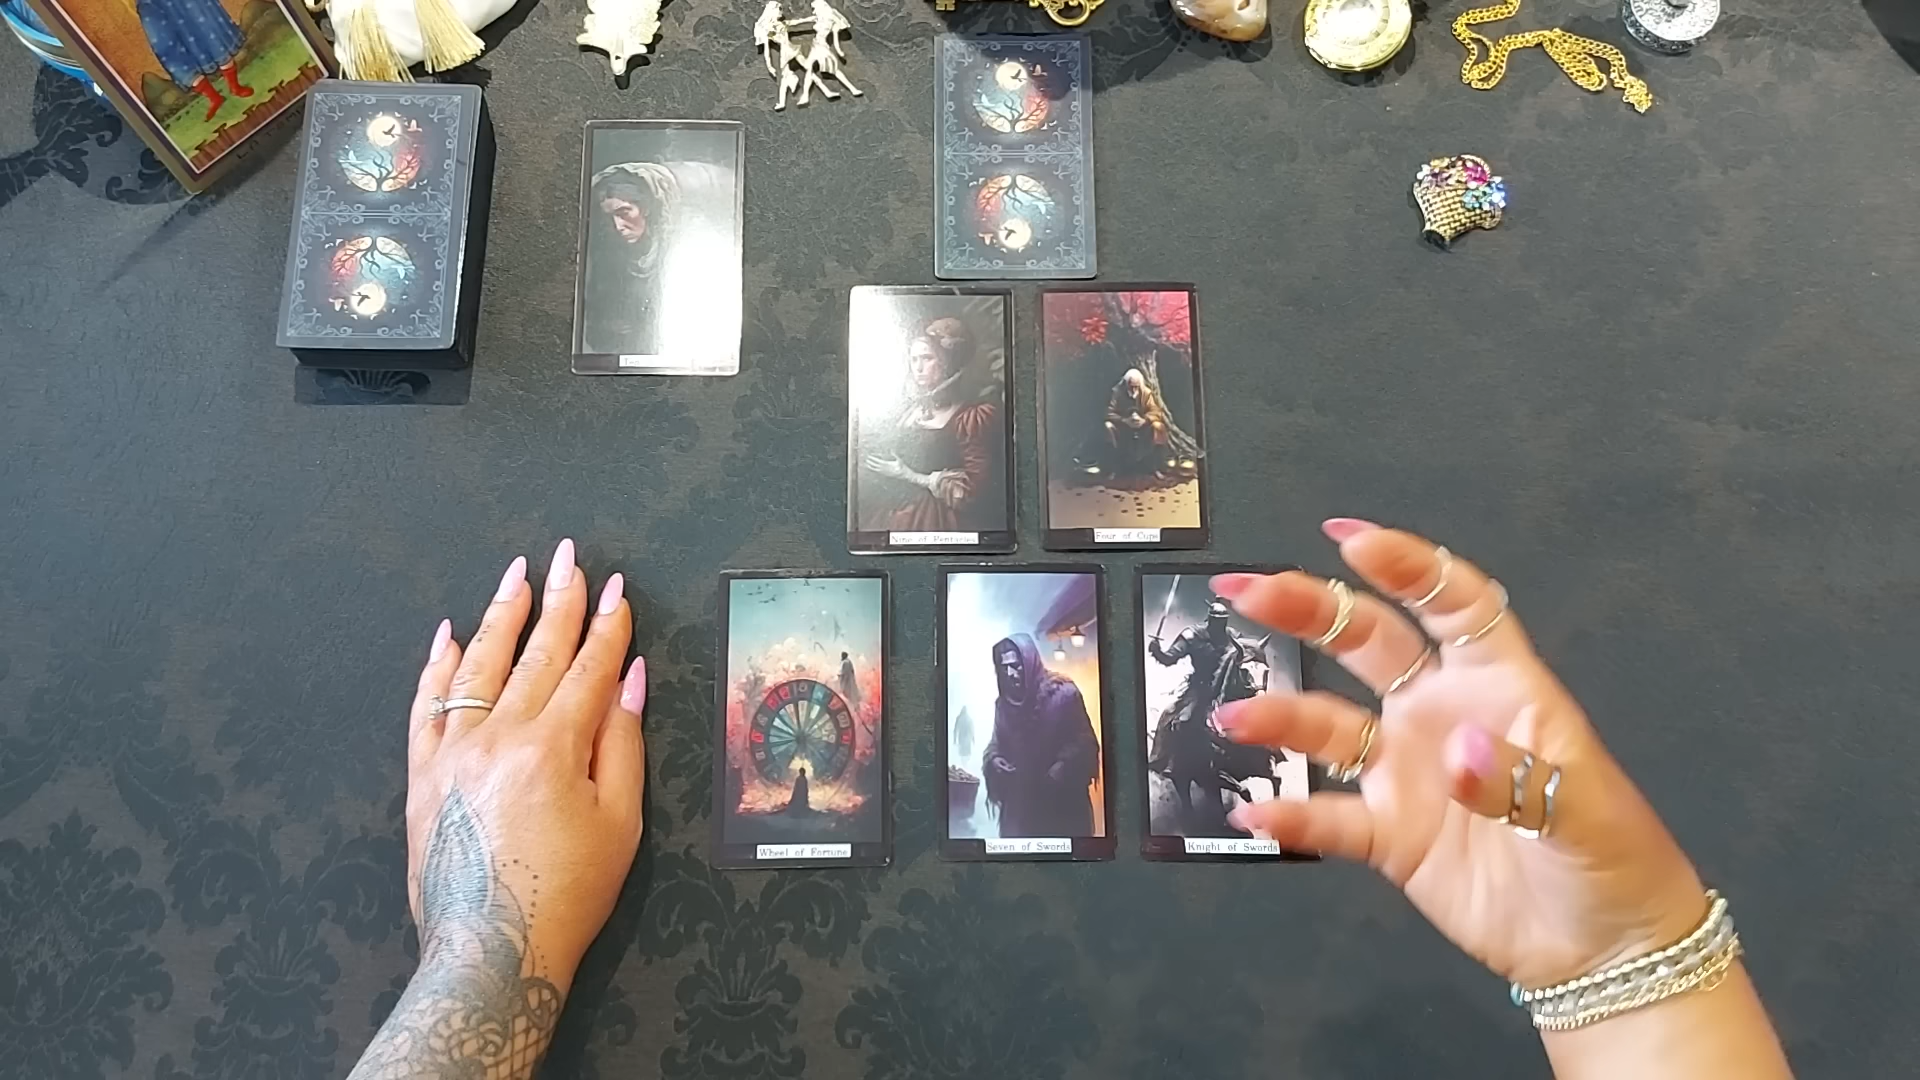 Nine of Pentacles
Four of Cups
Wheel of Fortune
Seven of Swords
Knight of Swords